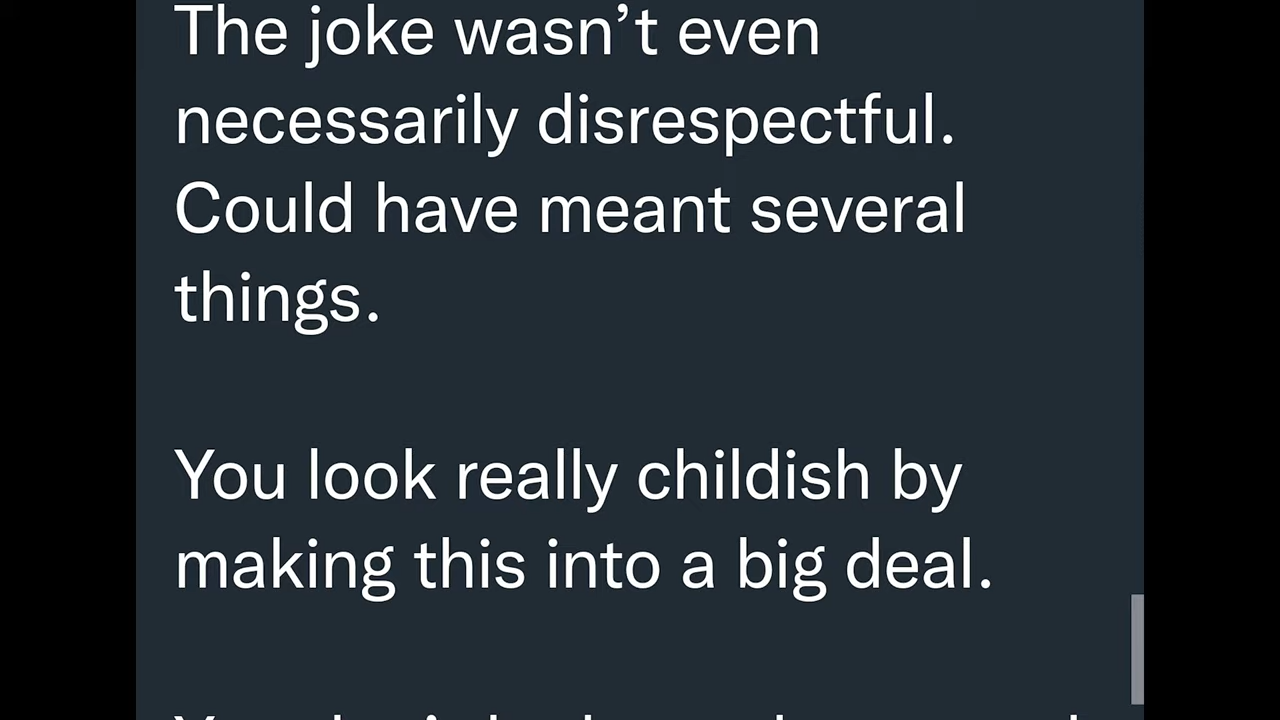 The joke wasn’t even
necessarily disrespectful.
Could have meant several
things.
You look really childish by
making this into a big deal.